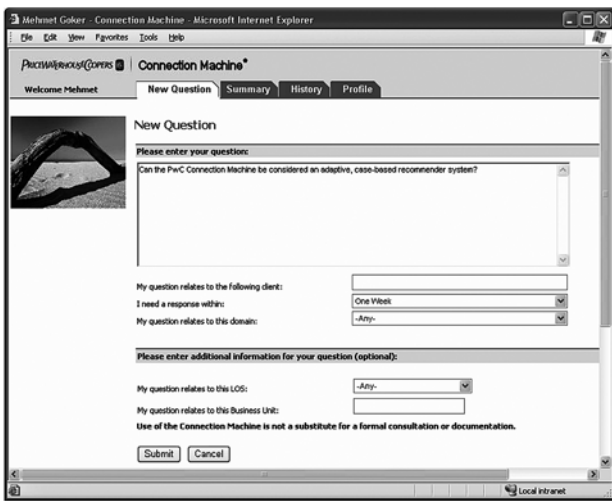 Mehmet Goker - Connection Machine - Microsoft Internet Explorer
File Edit View Favorites Tools Help
PRICEWATERHOUSECOOPERS Connection Machine*
Welcome Mehmet New Question Summary History Profile
New Question
Please enter your question:
Can the PwC Connection Machine be considered an adaptive, case-based recommender system?
My question relates to the following client:
I need a response within: One Week
My question relates to this domain: -Any-
Please enter additional information for your question (optional):
My question relates to this LOS: -Any-
My question relates to this Business Unit:
Use of the Connection Machine is not a substitute for a formal consultation or documentation.
Submit Cancel
Local intranet